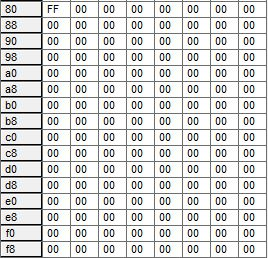 80 FF 00 00 00 00 00 00 00
88 00 00 00 00 00 00 00 00
90 00 00 00 00 00 00 00 00
98 00 00 00 00 00 00 00 00
a0 00 00 00 00 00 00 00 00
a8 00 00 00 00 00 00 00 00
b0 00 00 00 00 00 00 00 00
b8 00 00 00 00 00 00 00 00
c0 00 00 00 00 00 00 00 00
c8 00 00 00 00 00 00 00 00
d0 00 00 00 00 00 00 00 00
d8 00 00 00 00 00 00 00 00
e0 00 00 00 00 00 00 00 00
e8 00 00 00 00 00 00 00 00
f0 00 00 00 00 00 00 00 00
f8 00 00 00 00 00 00 00 00